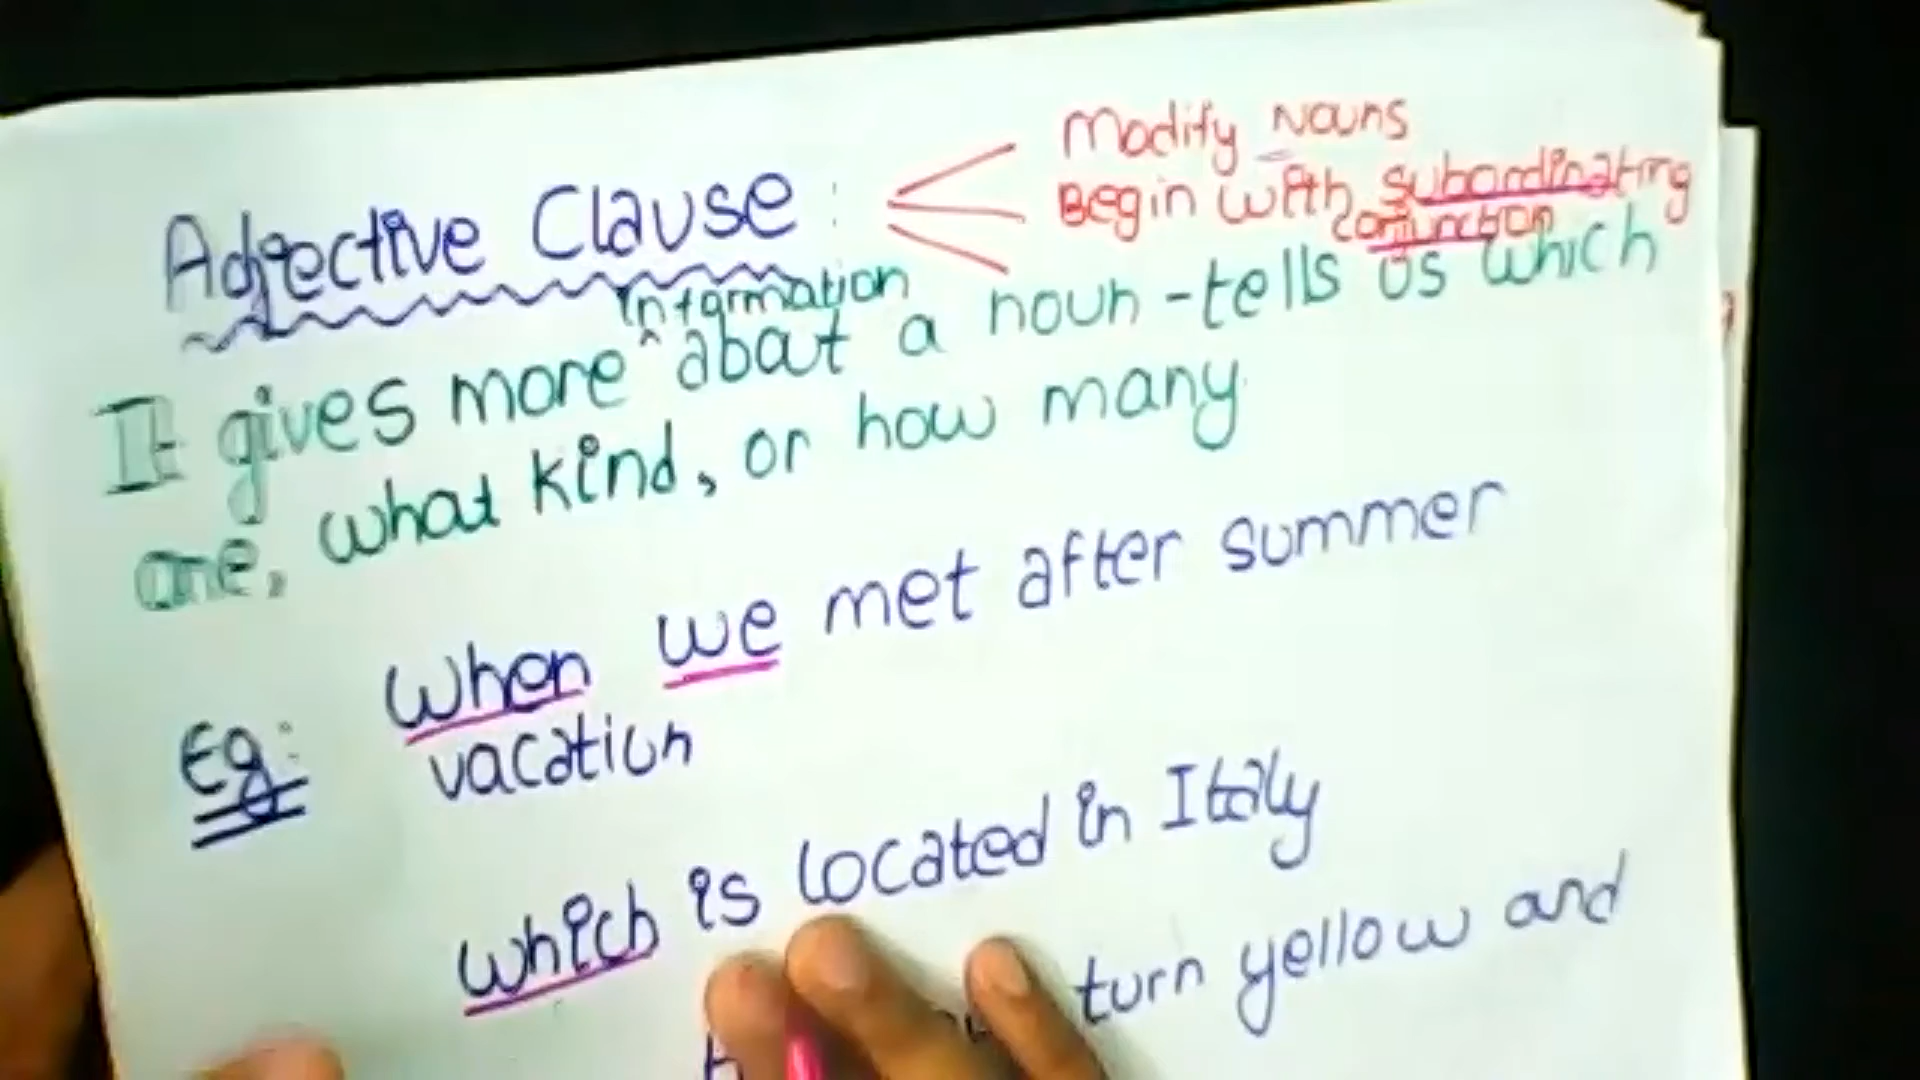 Modify Nouns
Begin with subordinating
conjunction
Adjective Clause :
Information
It gives more ^ about a noun - tells us which
one, what kind, or how many
Eg: When we met after summer
vacation
which is located in Italy
turn yellow and